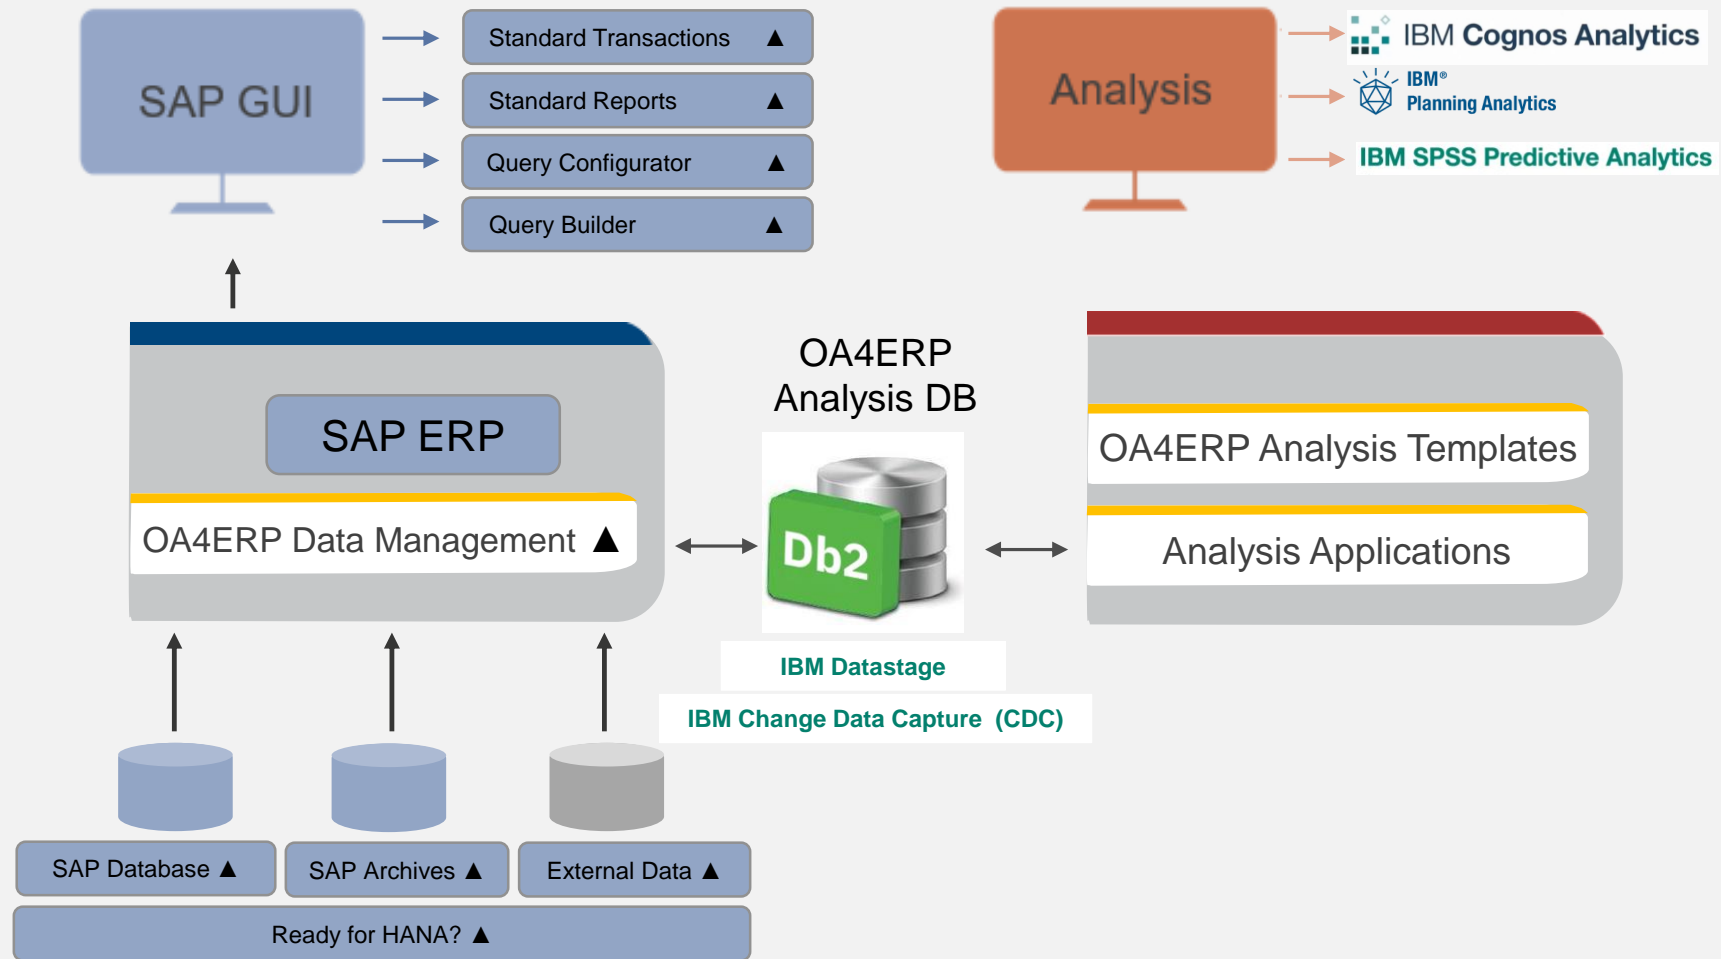 SAP GUI
Standard Transactions ▲
Standard Reports ▲
Query Configurator ▲
Query Builder ▲
Analysis
IBM Cognos Analytics
IBM®
Planning Analytics
IBM SPSS Predictive Analytics
SAP ERP
OA4ERP Data Management ▲
OA4ERP
Analysis DB
Db2
IBM Datastage
IBM Change Data Capture (CDC)
OA4ERP Analysis Templates
Analysis Applications
SAP Database ▲
SAP Archives ▲
External Data ▲
Ready for HANA? ▲